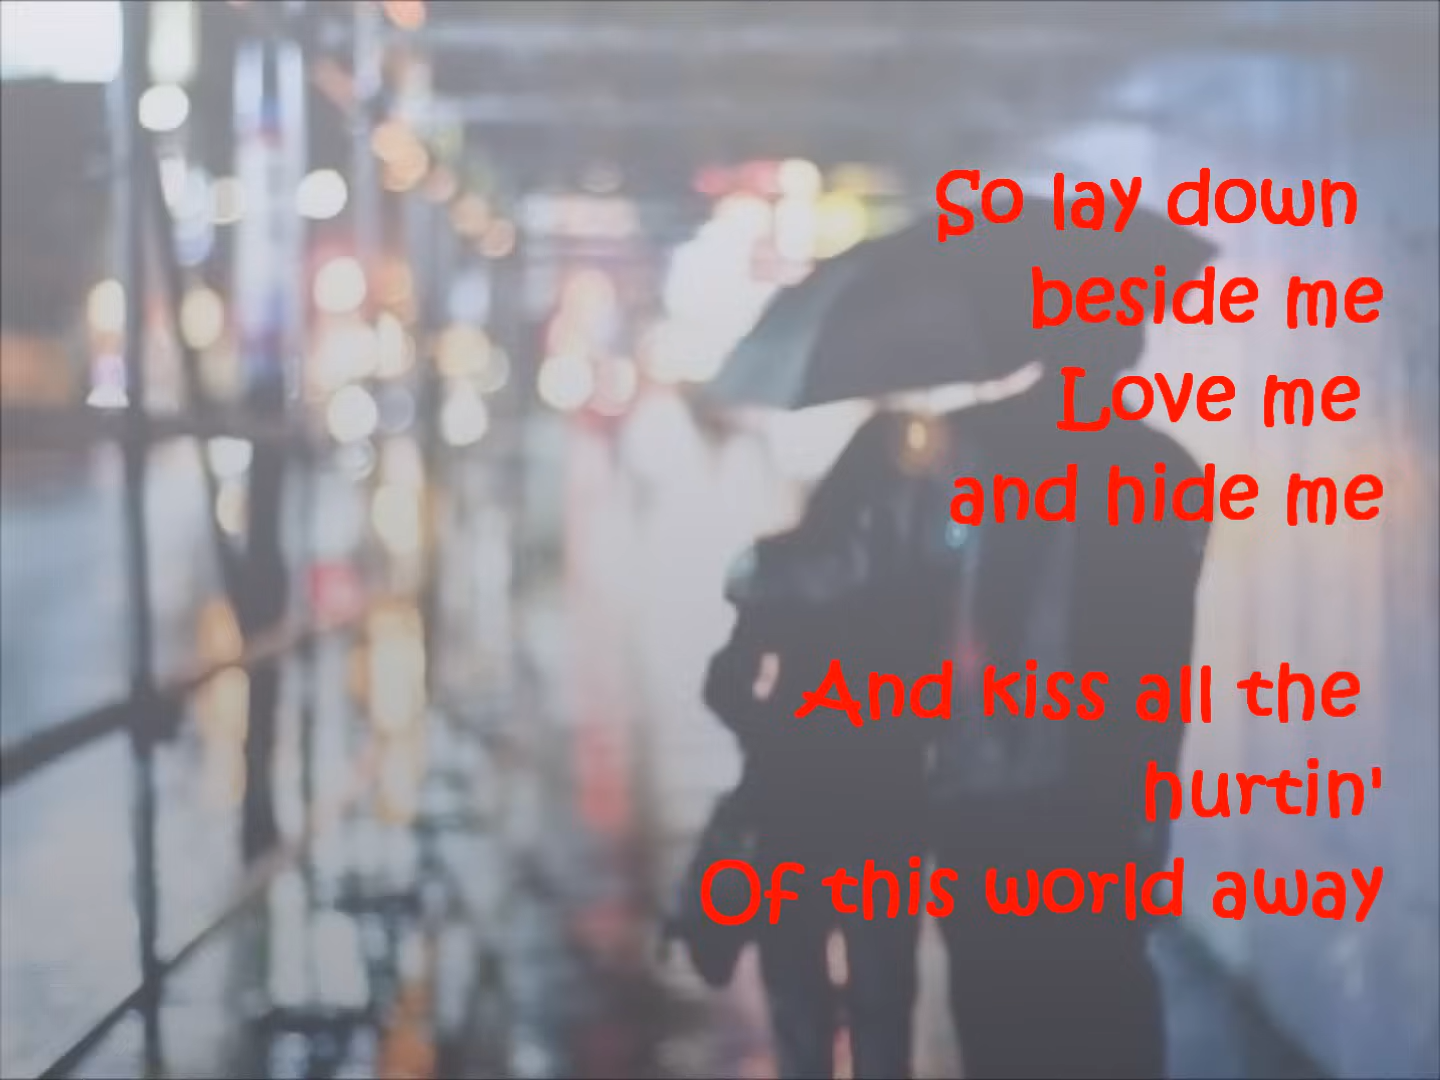 So lay down
beside me
Love me
and hide me
And kiss all the
hurtin'
Of this world away